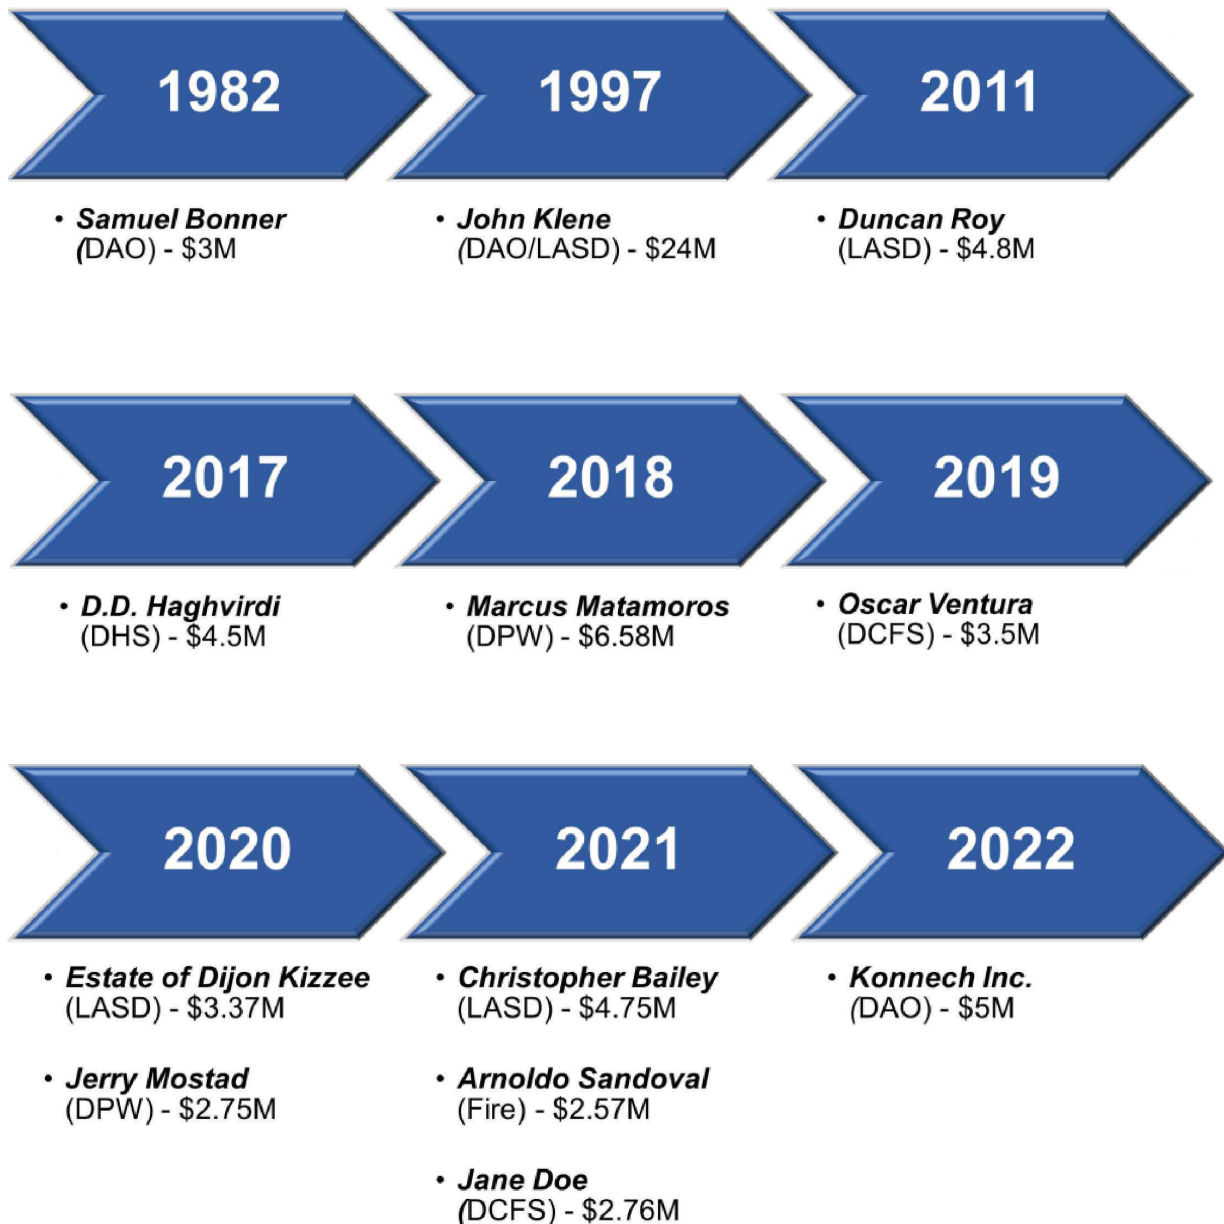 1982
1997
2011
• Samuel Bonner
(DAO) - $3M
• John Klene
(DAO/LASD) - $24M
• Duncan Roy
(LASD) - $4.8M
2017
2018
2019
• D.D. Haghvirdi
(DHS) - $4.5M
• Marcus Matamoros
(DPW) - $6.58M
• Oscar Ventura
(DCFS) - $3.5M
2020
2021
2022
• Estate of Dijon Kizzee
(LASD) - $3.37M
• Jerry Mostad
(DPW) - $2.75M
• Christopher Bailey
(LASD) - $4.75M
• Arnoldo Sandoval
(Fire) - $2.57M
• Jane Doe
(DCFS) - $2.76M
• Konnech Inc.
(DAO) - $5M